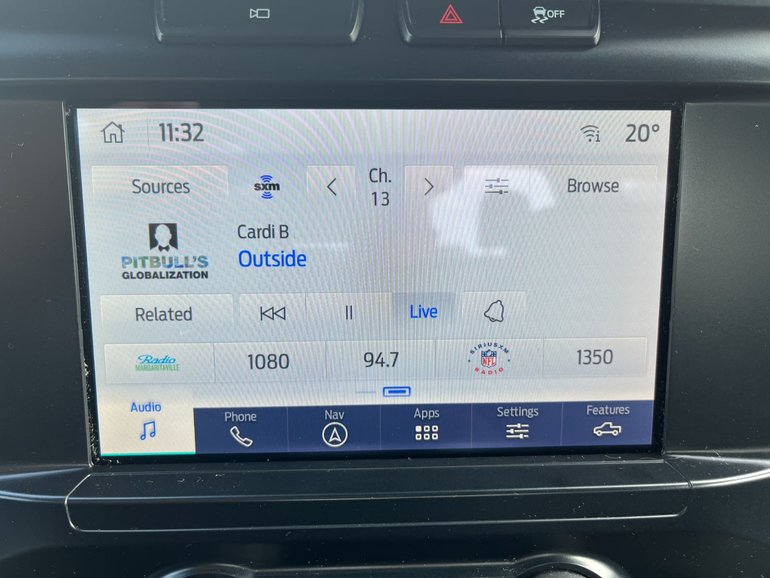 OFF
11:32
20°
Sources
sxm
Ch.
13
Browse
PITBULL'S
GLOBALIZATION
Cardi B
Outside
Related
Live
Radio
MARGARITAVILLE
1080
94.7
SIRIUSXM
NFL
RADIO
1350
Audio
Phone
Nav
Apps
Settings
Features